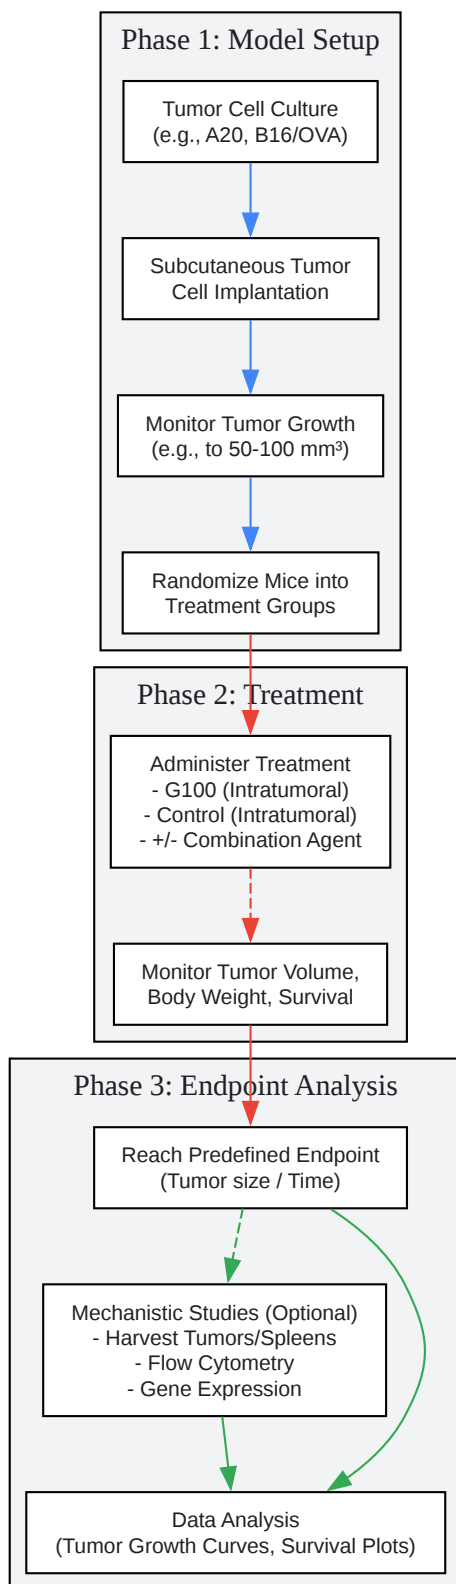 Phase 1: Model Setup
Tumor Cell Culture
(e.g., A20, B16/OVA)
Subcutaneous Tumor
Cell Implantation
Monitor Tumor Growth
(e.g., to 50-100 mm³)
Randomize Mice into
Treatment Groups
Phase 2: Treatment
Administer Treatment
- G100 (Intratumoral)
- Control (Intratumoral)
- +/- Combination Agent
Monitor Tumor Volume,
Body Weight, Survival
Phase 3: Endpoint Analysis
Reach Predefined Endpoint
(Tumor size / Time)
Mechanistic Studies (Optional)
- Harvest Tumors/Spleens
- Flow Cytometry
- Gene Expression
Data Analysis
(Tumor Growth Curves, Survival Plots)